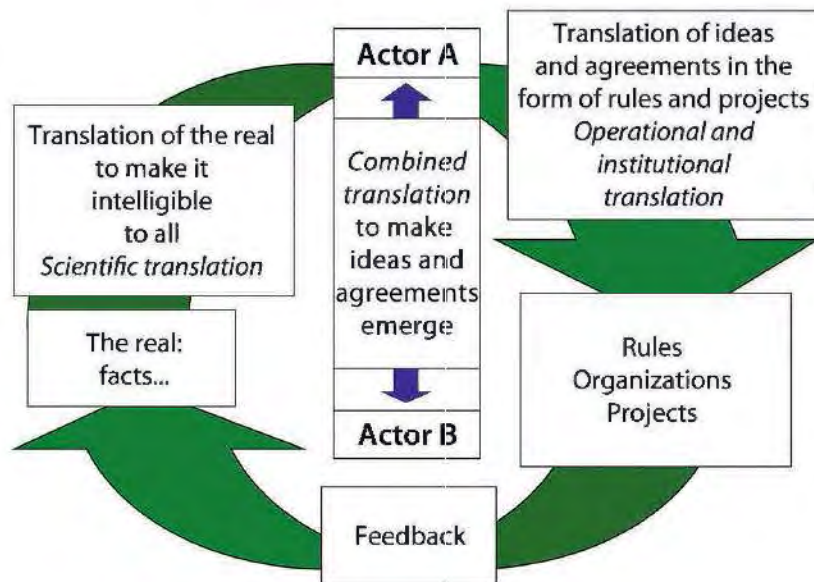 Actor A
Translation of ideas
and agreements in the
form of rules and projects
Operational and
institutional
translation
Translation of the real
to make it
intelligible
to all
Scientific translation
Combined
translation
to make
ideas and
agreements
emerge
The real:
facts...
Rules
Organizations
Projects
Actor B
Feedback